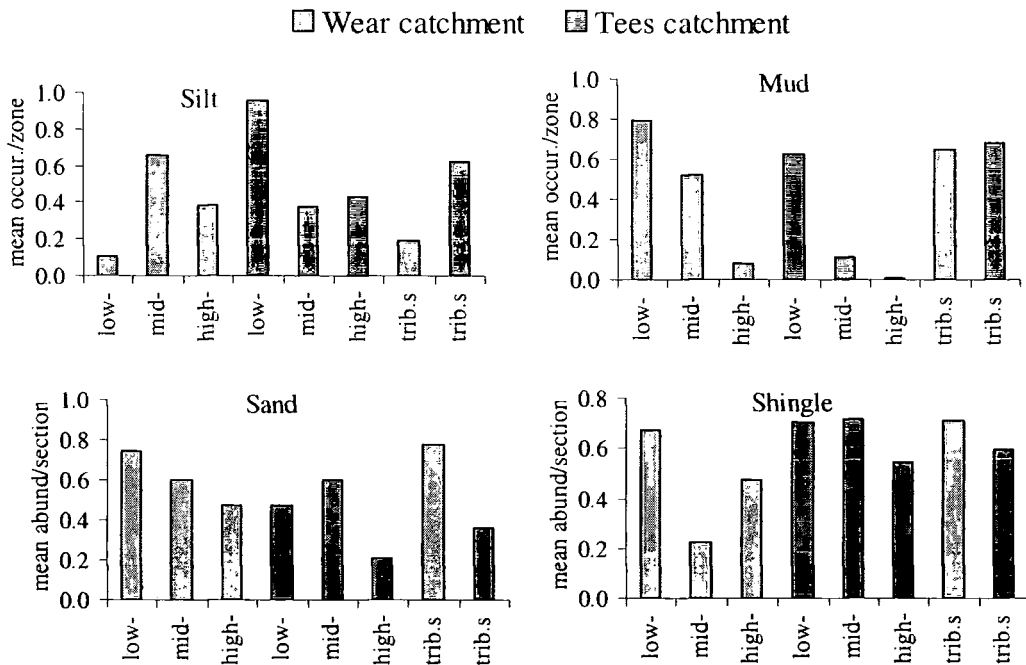 Wear catchment Tees catchment
Silt
mean occur./zone
1.0
0.8
0.6
0.4
0.2
0.0
low-
mid-
high-
low-
mid-
high-
trib.s
trib.s
Mud
mean occur./zone
1.0
0.8
0.6
0.4
0.2
0.0
low-
mid-
high-
low-
mid-
high-
trib.s
trib.s
Sand
mean abund/section
1.0
0.8
0.6
0.4
0.2
0.0
low-
mid-
high-
low-
mid-
high-
trib.s
trib.s
Shingle
mean abund/section
0.8
0.6
0.4
0.2
0.0
low-
mid-
high-
low-
mid-
high-
trib.s
trib.s